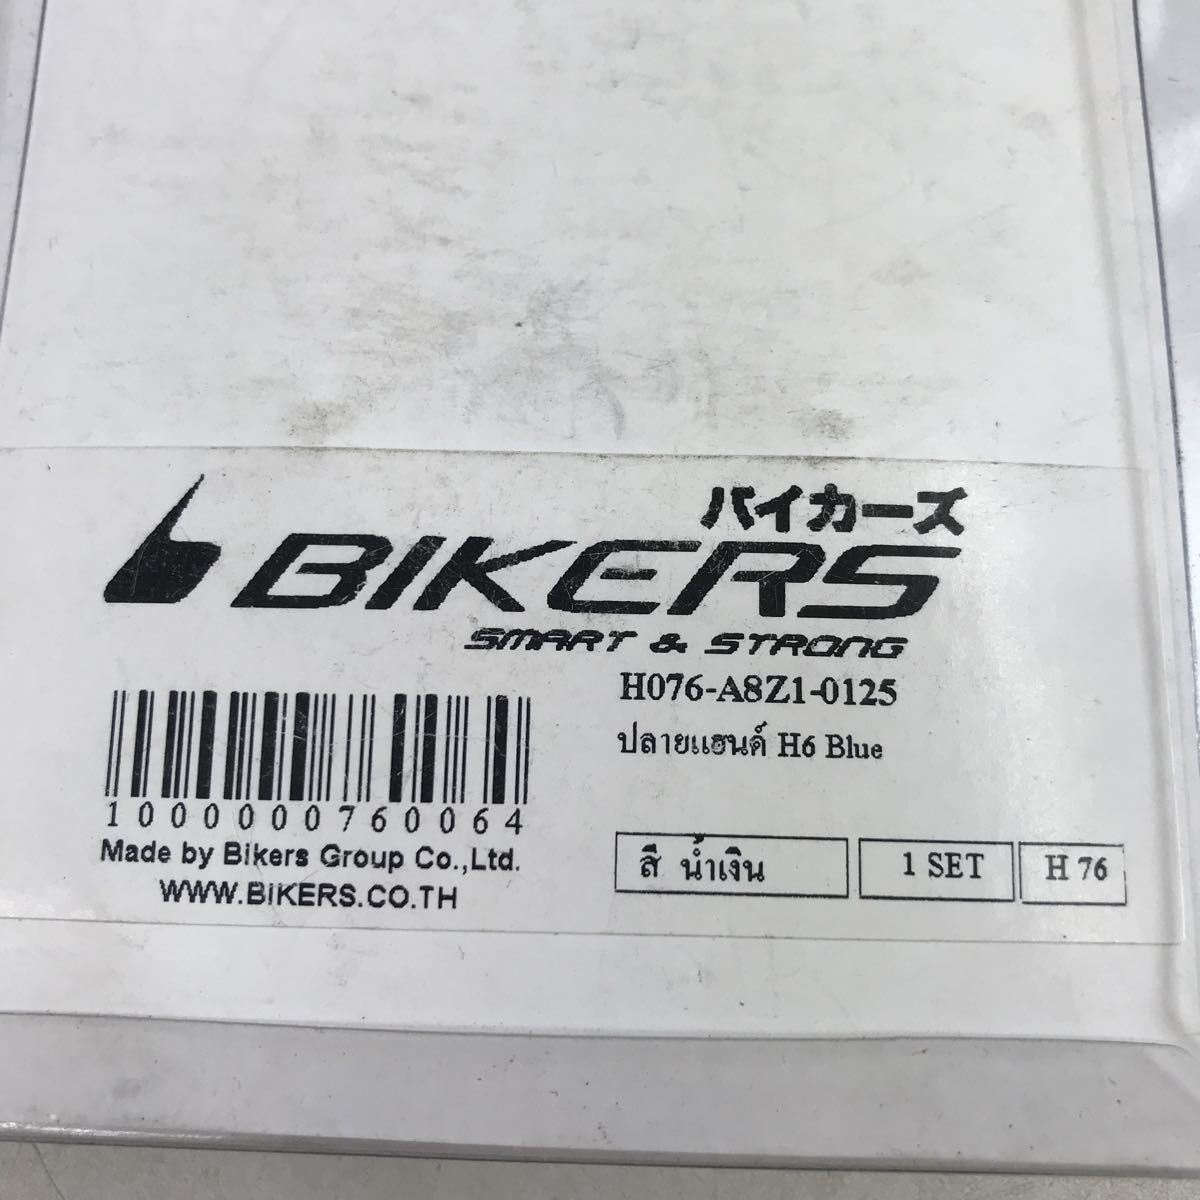 バイカーズ
BIKERS
SMART & STRONG
H076-A8Z1-0125
ปลายแฮนด์ H6 Blue
1000000760064
Made by Bikers Group Co.,Ltd.
WWW.BIKERS.CO.TH
สี น้ำเงิน
1 SET
H 76